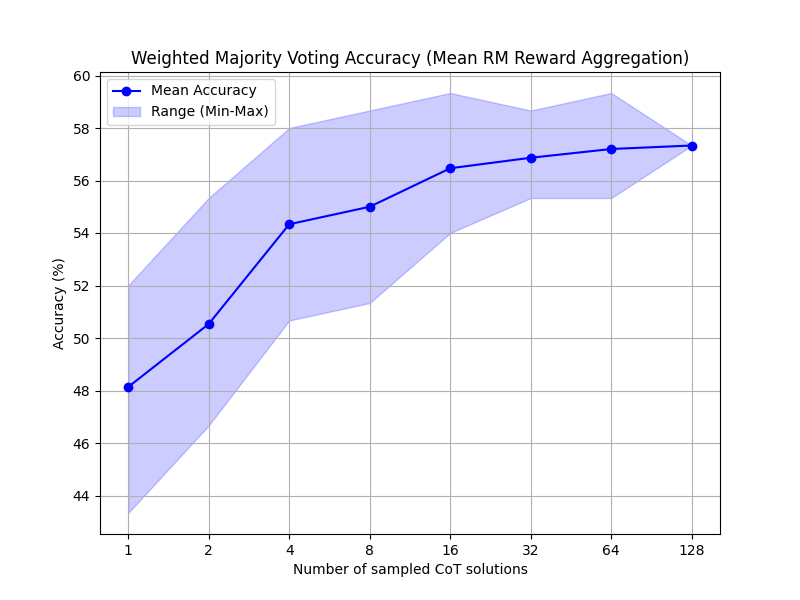 Weighted Majority Voting Accuracy (Mean RM Reward Aggregation)
Mean Accuracy
Range (Min-Max)
Accuracy (%)
60
58
56
54
52
50
48
46
44
1 2 4 8 16 32 64 128
Number of sampled CoT solutions